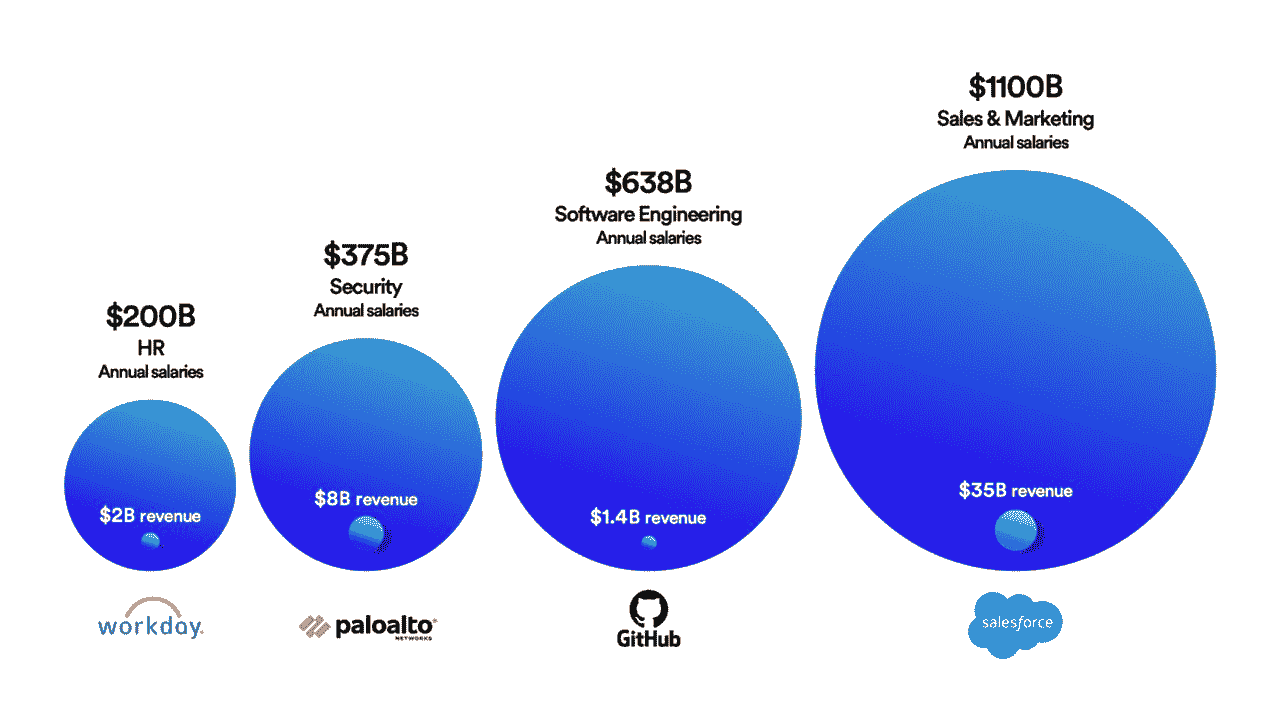 $200B
HR
Annual salaries
$2B revenue
workday.
$375B
Security
Annual salaries
$8B revenue
paloalto
NETWORKS
$638B
Software Engineering
Annual salaries
$1.4B revenue
GitHub
$1100B
Sales & Marketing
Annual salaries
$35B revenue
salesforce